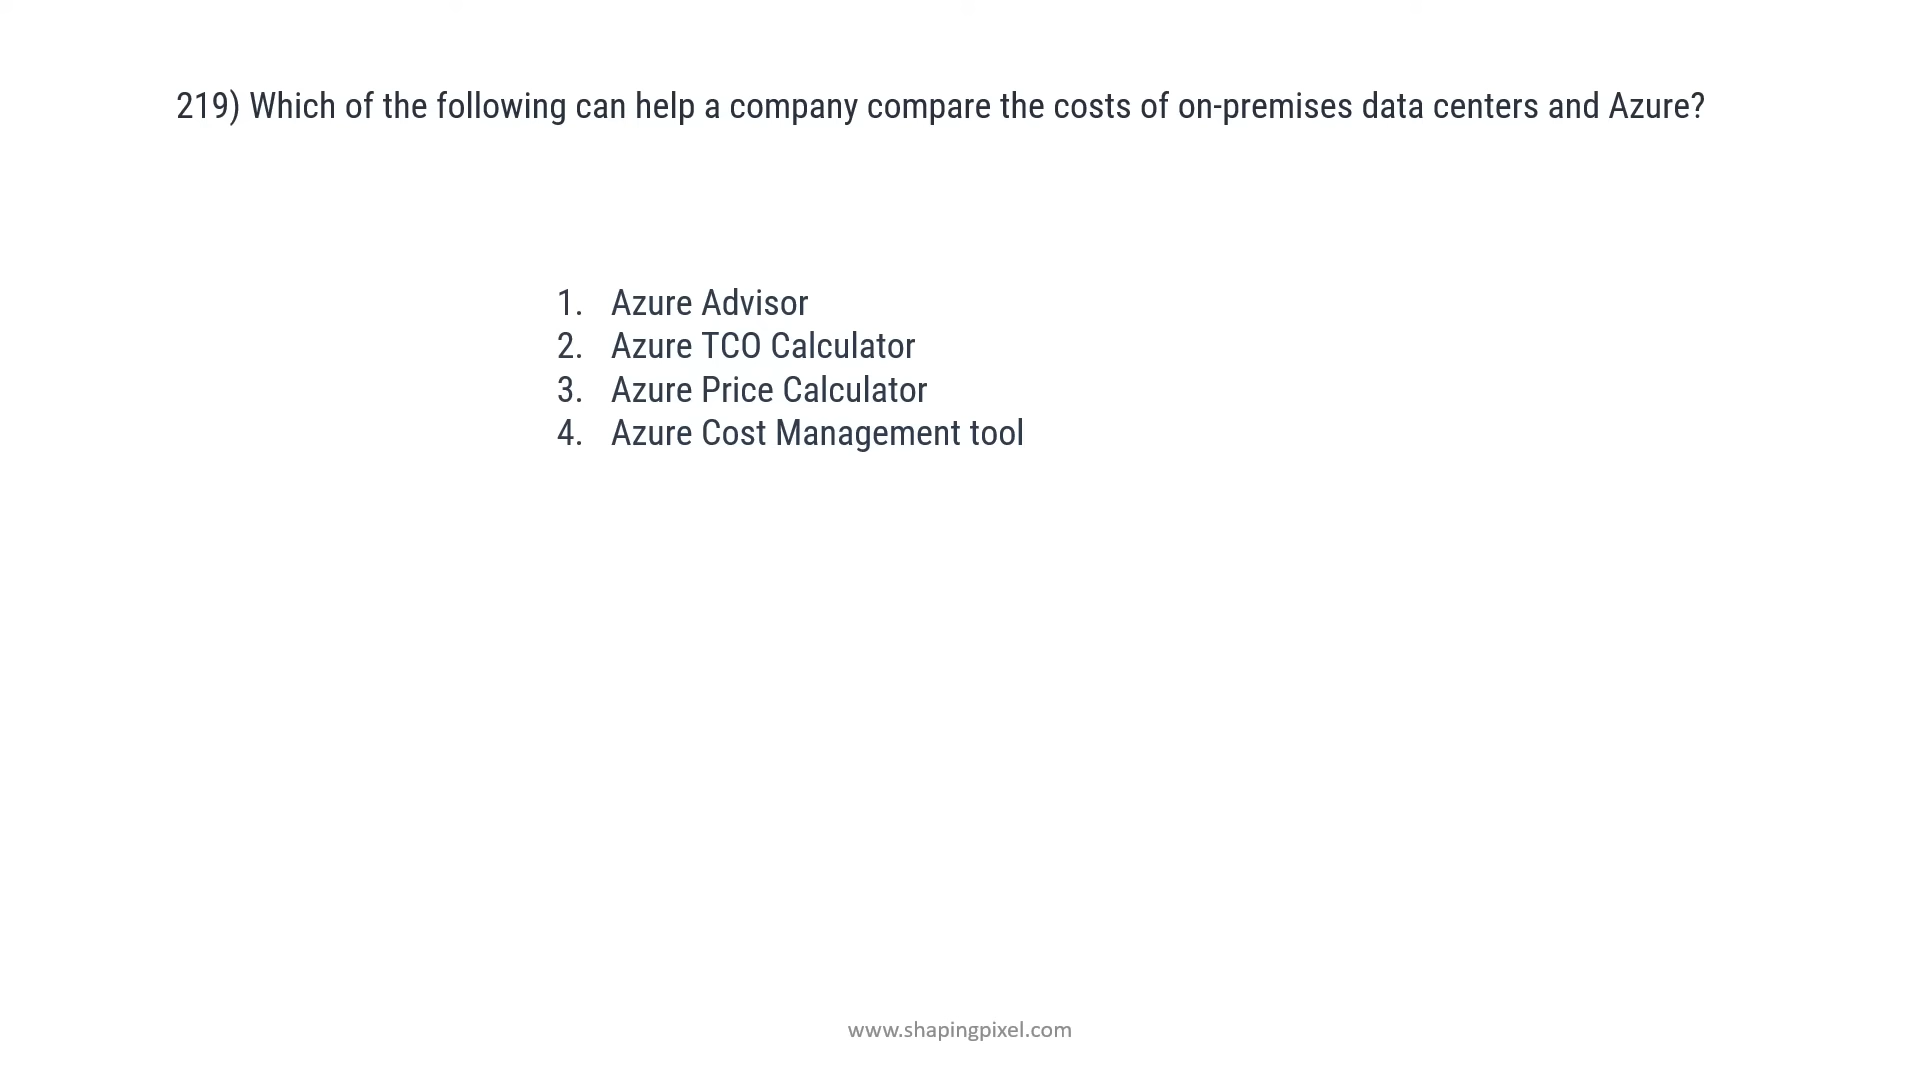 219) Which of the following can help a company compare the costs of on-premises data centers and Azure?
1. Azure Advisor
2. Azure TCO Calculator
3. Azure Price Calculator
4. Azure Cost Management tool
www.shapingpixel.com